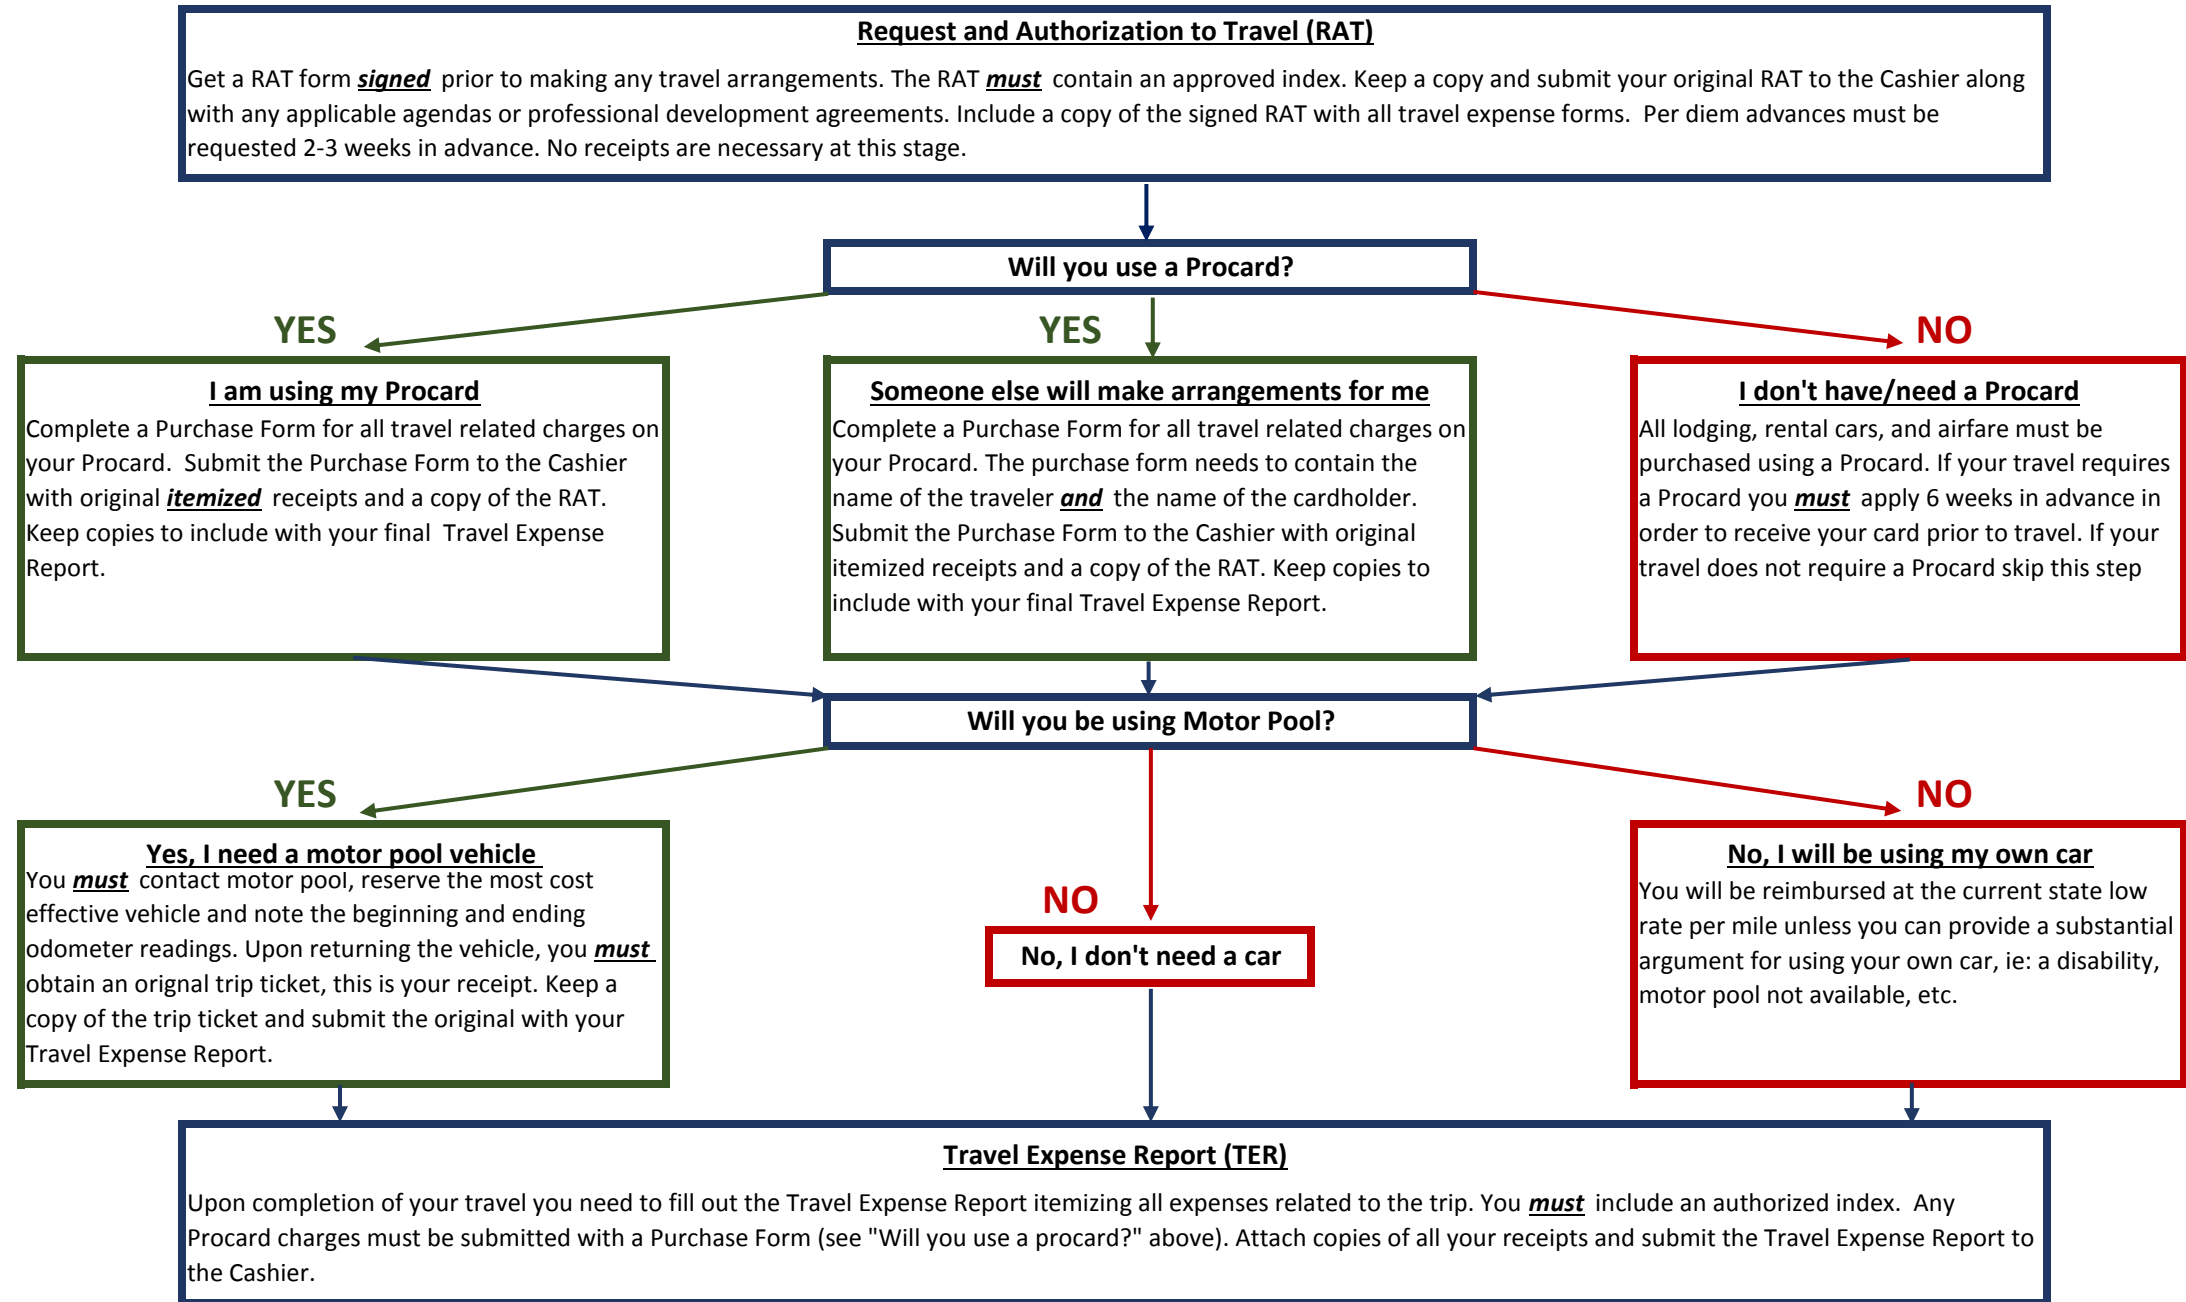 Request and Authorization to Travel (RAT)
Get a RAT form signed prior to making any travel arrangements. The RAT must contain an approved index. Keep a copy and submit your original RAT to the Cashier along
with any applicable agendas or professional development agreements. Include a copy of the signed RAT with all travel expense forms. Per diem advances must be
requested 2-3 weeks in advance. No receipts are necessary at this stage.
Will you use a Procard?
YES
I am using my Procard
Complete a Purchase Form for all travel related charges on
your Procard. Submit the Purchase Form to the Cashier
with original itemized receipts and a copy of the RAT.
Keep copies to include with your final Travel Expense
Report.
YES
Someone else will make arrangements for me
Complete a Purchase Form for all travel related charges on
your Procard. The purchase form needs to contain the
name of the traveler and the name of the cardholder.
Submit the Purchase Form to the Cashier with original
itemized receipts and a copy of the RAT. Keep copies to
include with your final Travel Expense Report.
NO
I don't have/need a Procard
All lodging, rental cars, and airfare must be
purchased using a Procard. If your travel requires
a Procard you must apply 6 weeks in advance in
order to receive your card prior to travel. If your
travel does not require a Procard skip this step
Will you be using Motor Pool?
YES
Yes, I need a motor pool vehicle
You must contact motor pool, reserve the most cost
effective vehicle and note the beginning and ending
odometer readings. Upon returning the vehicle, you must
obtain an orignal trip ticket, this is your receipt. Keep a
copy of the trip ticket and submit the original with your
Travel Expense Report.
NO
No, I don't need a car
NO
No, I will be using my own car
You will be reimbursed at the current state low
rate per mile unless you can provide a substantial
argument for using your own car, ie: a disability,
motor pool not available, etc.
Travel Expense Report (TER)
Upon completion of your travel you need to fill out the Travel Expense Report itemizing all expenses related to the trip. You must include an authorized index. Any
Procard charges must be submitted with a Purchase Form (see "Will you use a procard?" above). Attach copies of all your receipts and submit the Travel Expense Report to
the Cashier.